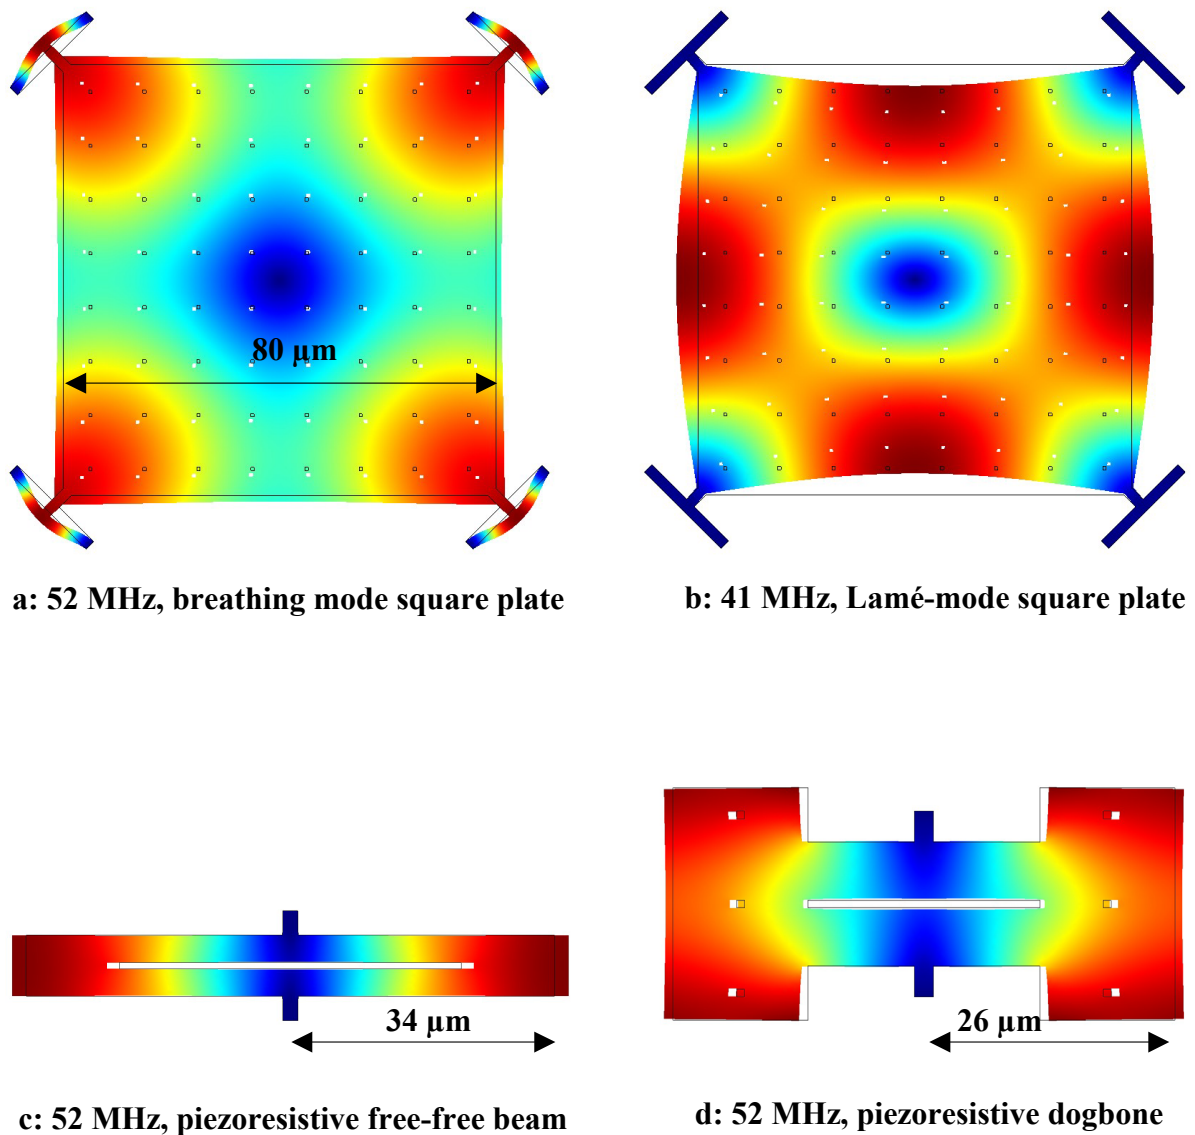 80 µm
a: 52 MHz, breathing mode square plate
b: 41 MHz, Lamé-mode square plate
34 µm
26 µm
c: 52 MHz, piezoresistive free-free beam
d: 52 MHz, piezoresistive dogbone